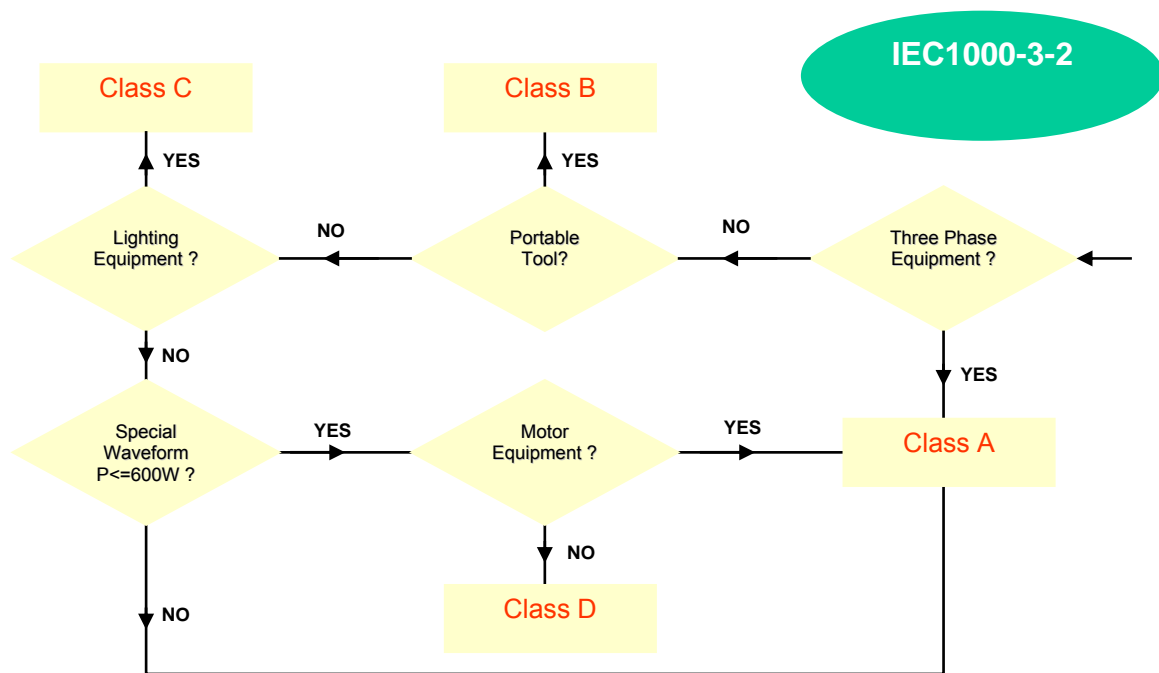 IEC1000-3-2
Class C
Class B
YES
YES
Lighting
Equipment ?
NO
Portable
Tool?
NO
Three Phase
Equipment ?
NO
YES
Special
Waveform
P<=600W ?
YES
Motor
Equipment ?
YES
Class A
NO
Class D
NO